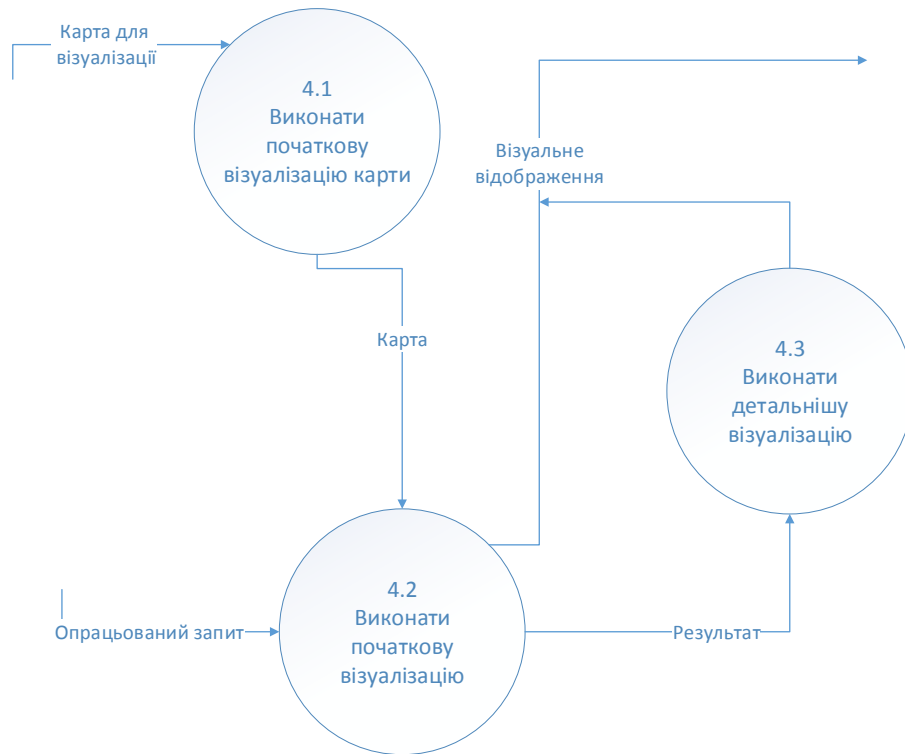 Карта для
візуалізації
4.1
Виконати
початкову
візуалізацію карти
Візуальне
відображення
Карта
4.3
Виконати
детальнішу
візуалізацію
4.2
Виконати
початкову
візуалізацію
Опрацьований запит
Результат